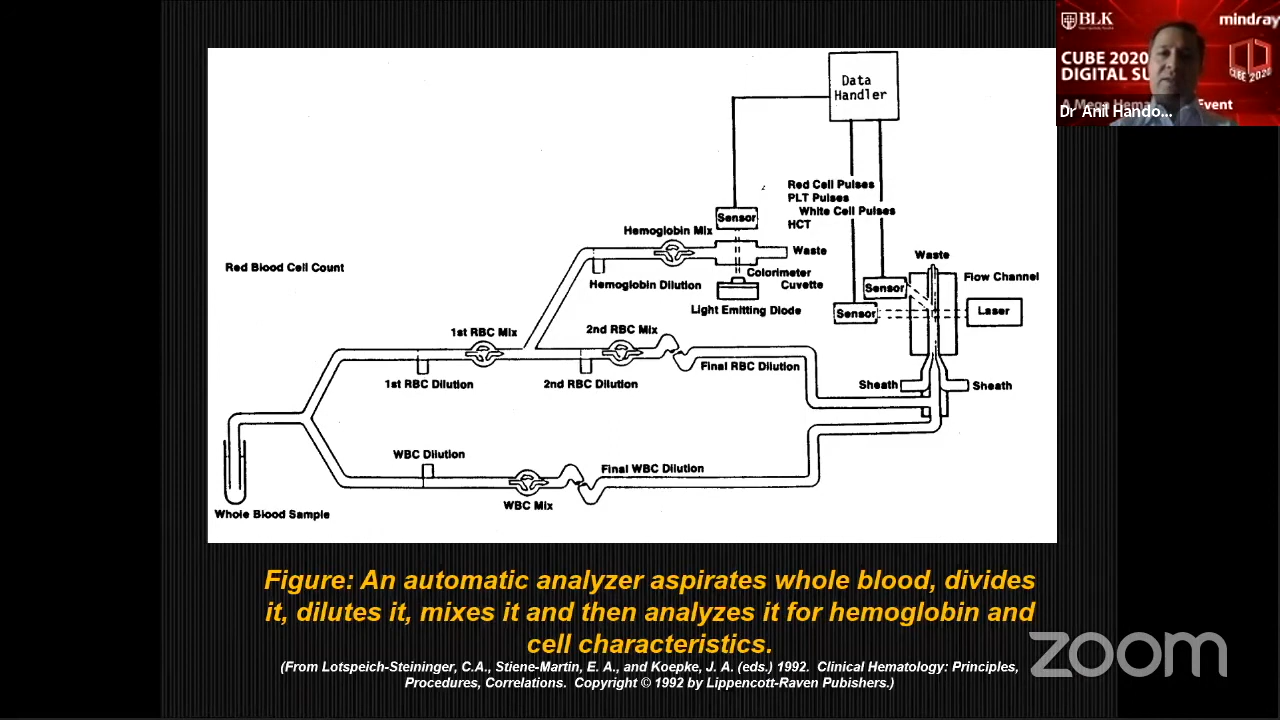 BLK
mindray
CUBE 2020
DIGITAL SU
CUBE 2020
A Mega Hema
Event
Dr Anil Hando...
Data
Handler
Red Cell Pulses
PLT Pulses
White Cell Pulses
HCT
Sensor
Hemoglobin Mix
Waste
Waste
Colorimeter
Cuvette
Flow Channel
Red Blood Cell Count
Hemoglobin Dilution
Sensor
Light Emitting Diode
Sensor
Laser
1st RBC Mix
2nd RBC Mix
Final RBC Dilution
1st RBC Dilution
2nd RBC Dilution
Sheath
Sheath
WBC Dilution
Final WBC Dilution
WBC Mix
Whole Blood Sample
Figure: An automatic analyzer aspirates whole blood, divides
it, dilutes it, mixes it and then analyzes it for hemoglobin and
cell characteristics.
(From Lotspeich-Steininger, C.A., Stiene-Martin, E. A., and Koepke, J. A. (eds.) 1992. Clinical Hematology: Principles,
Procedures, Correlations. Copyright © 1992 by Lippencott-Raven Pubishers.)
zoom